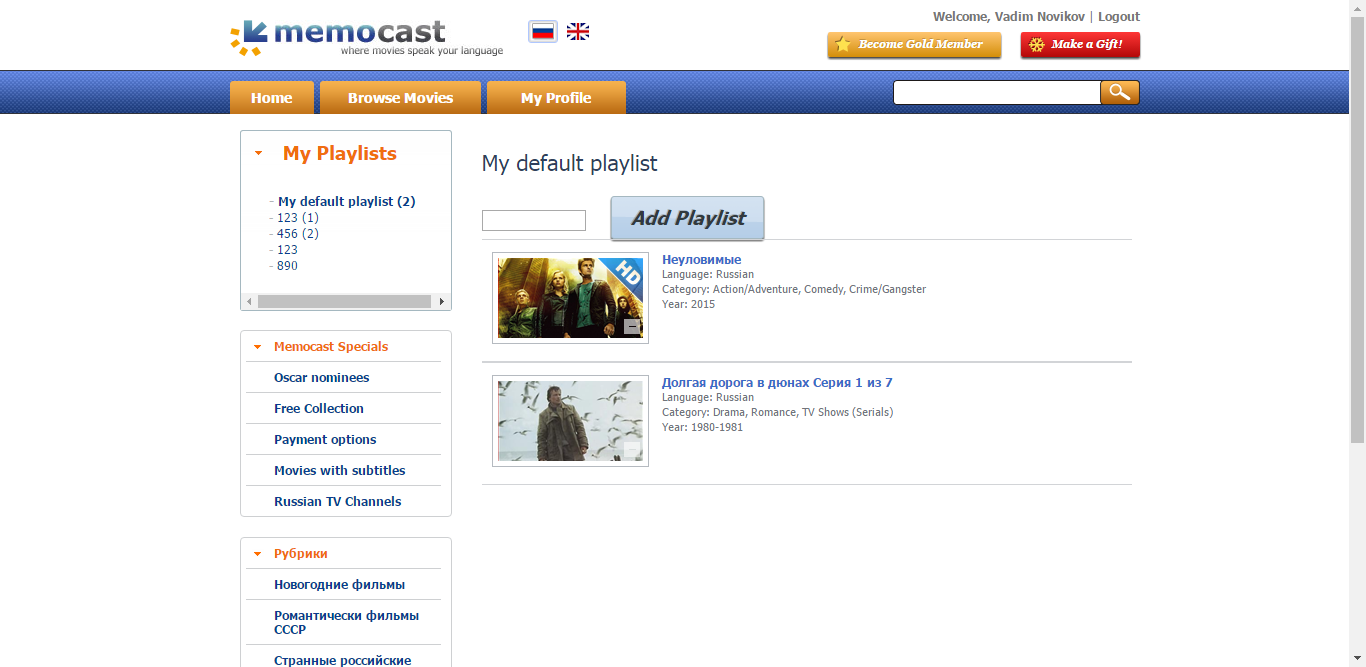 memocast
where movies speak your language
Welcome, Vadim Novikov | Logout
Become Gold Member
Make a Gift!
Home
Browse Movies
My Profile
My Playlists
- My default playlist (2)
- 123 (1)
- 456 (2)
- 123
- 890
Memocast Specials
Oscar nominees
Free Collection
Payment options
Movies with subtitles
Russian TV Channels
Рубрики
Новогодние фильмы
Романтически фильмы
СССР
Странные российские
My default playlist
Add Playlist
HD
Неуловимые
Language: Russian
Category: Action/Adventure, Comedy, Crime/Gangster
Year: 2015
Долгая дорога в дюнах Серия 1 из 7
Language: Russian
Category: Drama, Romance, TV Shows (Serials)
Year: 1980-1981